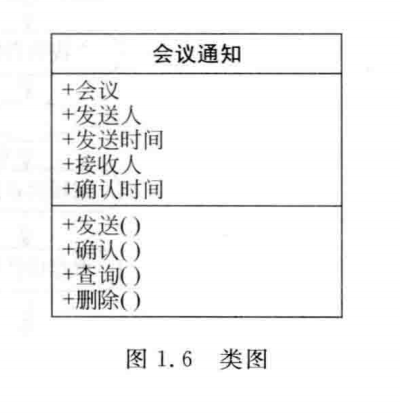 会议通知
+会议
+发送人
+发送时间
+接收人
+确认时间
+发送()
+确认()
+查询()
+删除()
图 1.6 类图